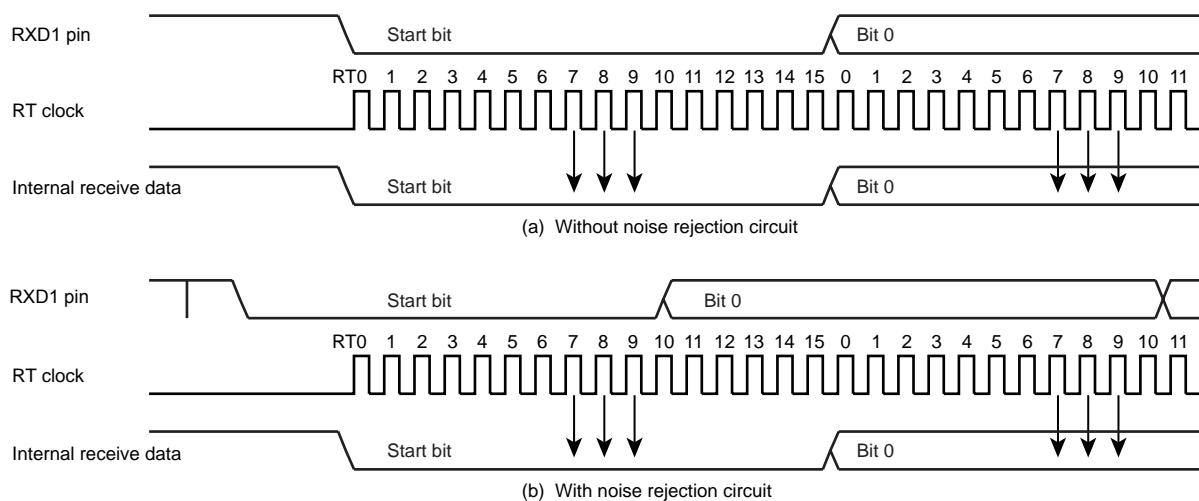 RXD1 pin
Start bit
Bit 0
RT0 1 2 3 4 5 6 7 8 9 10 11 12 13 14 15 0 1 2 3 4 5 6 7 8 9 10 11
RT clock
Internal receive data
Start bit
Bit 0
(a) Without noise rejection circuit
RXD1 pin
Start bit
Bit 0
RT0 1 2 3 4 5 6 7 8 9 10 11 12 13 14 15 0 1 2 3 4 5 6 7 8 9 10 11
RT clock
Internal receive data
Start bit
Bit 0
(b) With noise rejection circuit